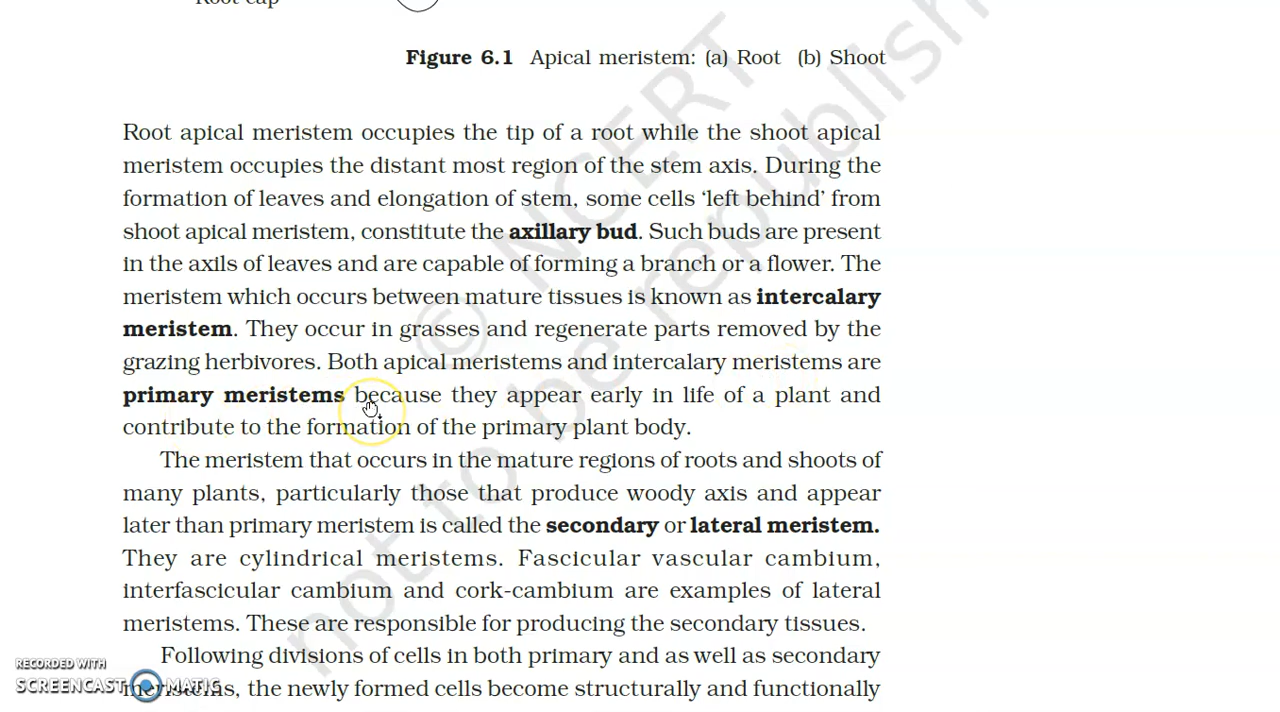 Root cap
Figure 6.1 Apical meristem: (a) Root (b) Shoot
Root apical meristem occupies the tip of a root while the shoot apical
meristem occupies the distant most region of the stem axis. During the
formation of leaves and elongation of stem, some cells ‘left behind’ from
shoot apical meristem, constitute the axillary bud. Such buds are present
in the axils of leaves and are capable of forming a branch or a flower. The
meristem which occurs between mature tissues is known as intercalary
meristem. They occur in grasses and regenerate parts removed by the
grazing herbivores. Both apical meristems and intercalary meristems are
primary meristems because they appear early in life of a plant and
contribute to the formation of the primary plant body.
The meristem that occurs in the mature regions of roots and shoots of
many plants, particularly those that produce woody axis and appear
later than primary meristem is called the secondary or lateral meristem.
They are cylindrical meristems. Fascicular vascular cambium,
interfascicular cambium and cork-cambium are examples of lateral
meristems. These are responsible for producing the secondary tissues.
Following divisions of cells in both primary and as well as secondary
meristems, the newly formed cells become structurally and functionally
© NCERT
not to be republish
RECORDED WITH
SCREENCAST MATIC